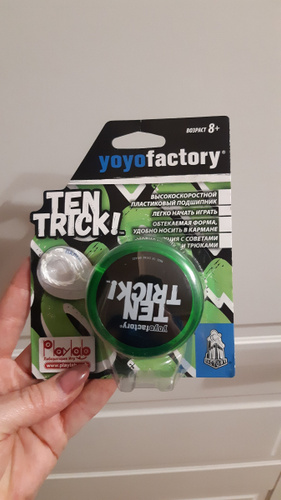 ВОЗРАСТ 8+
yoyofactory
TEN TRICK!
ВЫСОКОСКОРОСТНОЙ
ПЛАСТИКОВЫЙ ПОДШИПНИК
ЛЕГКО НАЧАТЬ ИГРАТЬ
ОБТЕКАЕМАЯ ФОРМА,
УДОБНО НОСИТЬ В КАРМАНЕ
С СОВЕТАМИ
И ТРЮКАМИ
TEN
TRICK!
yoyofactory
Playlab